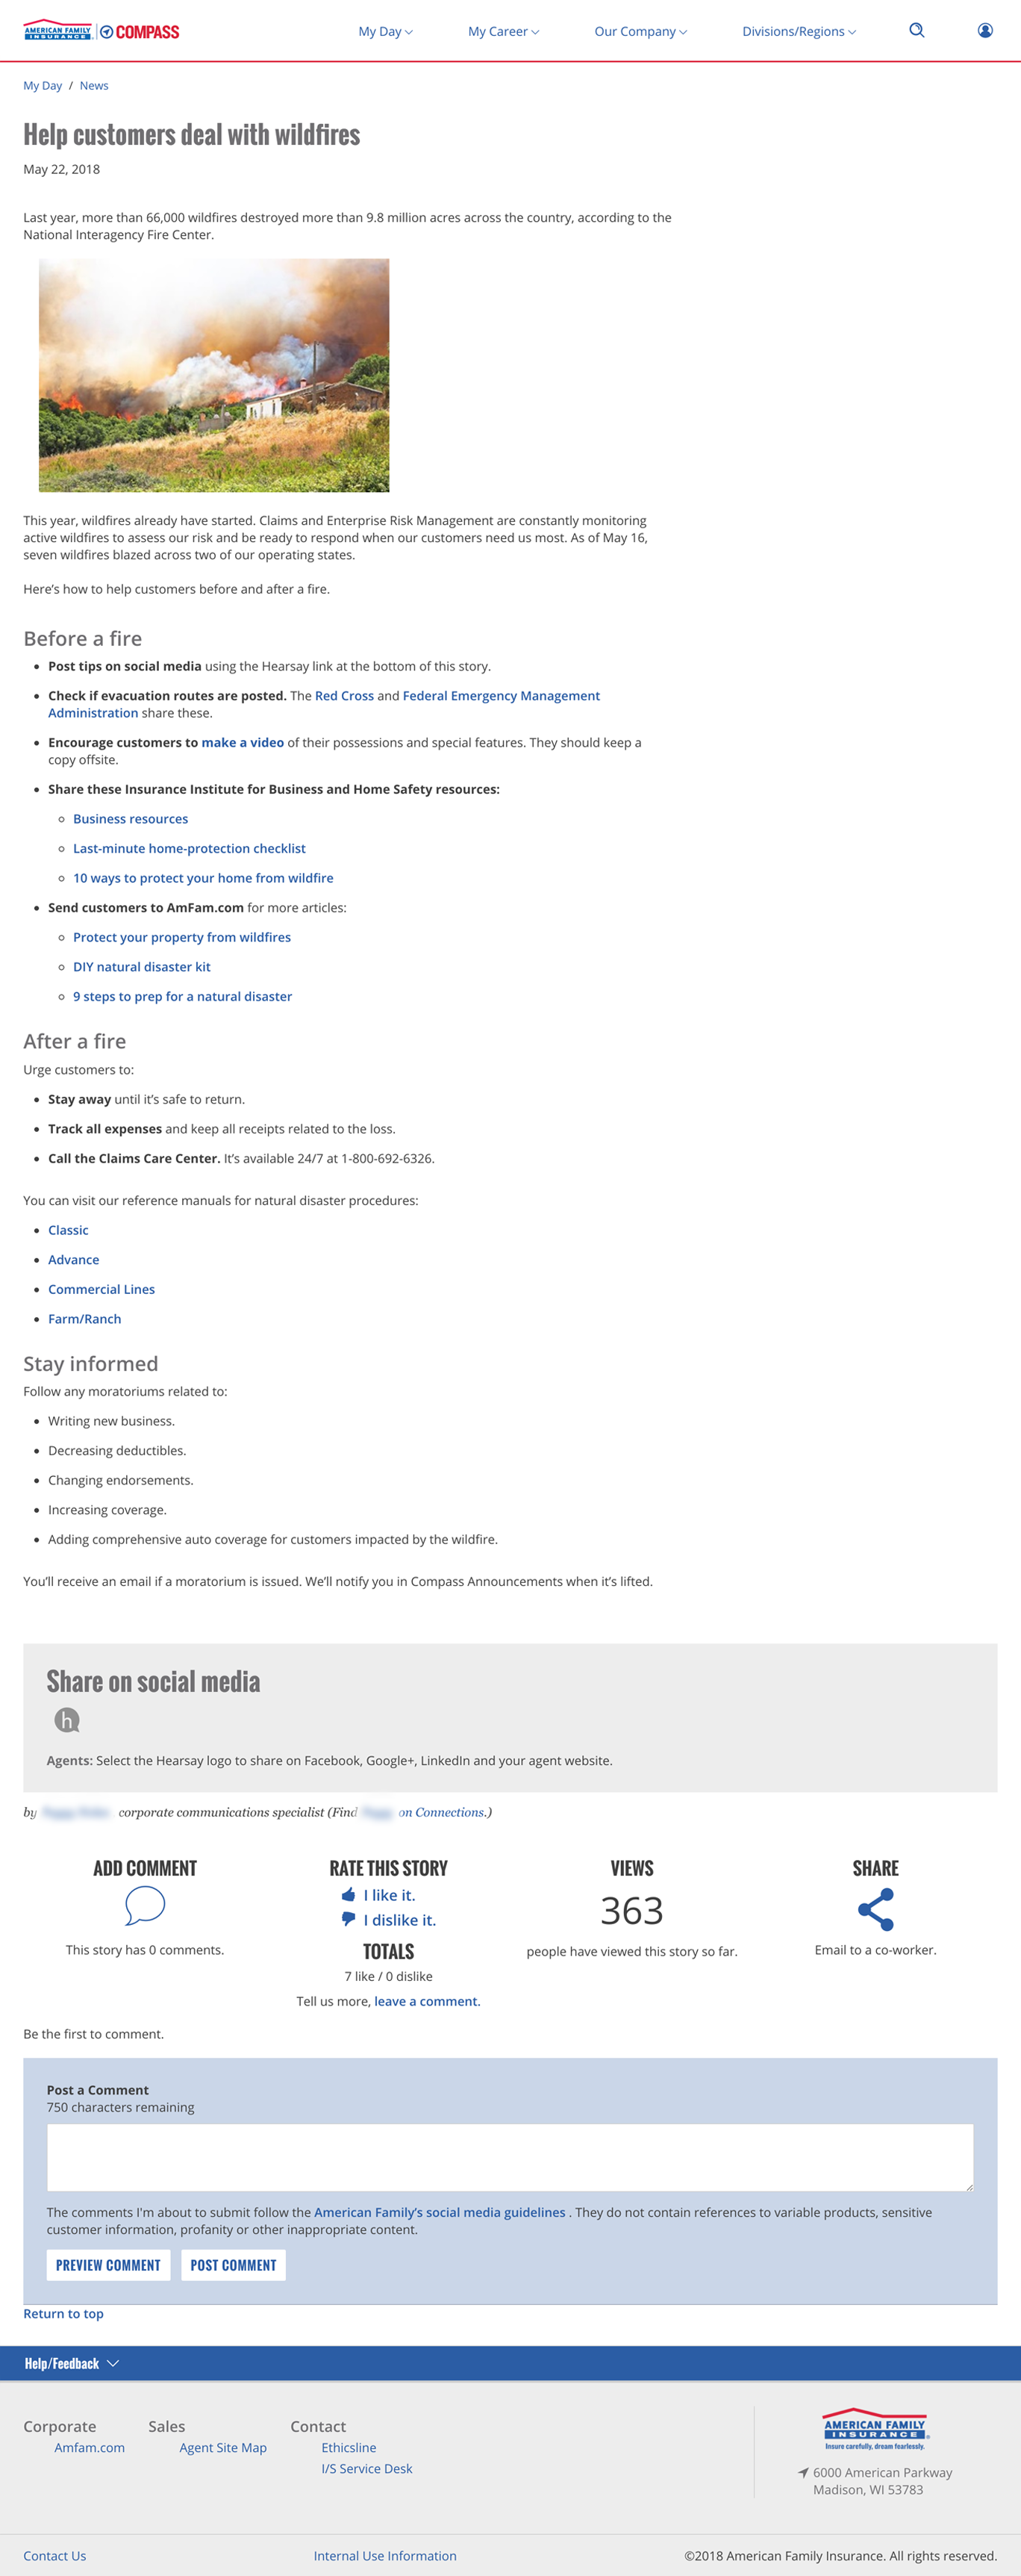 AMERICAN FAMILY
INSURANCE
COMPASS
My Day
My Career
Our Company
Divisions/Regions
My Day / News
Help customers deal with wildfires
May 22, 2018
Last year, more than 66,000 wildfires destroyed more than 9.8 million acres across the country, according to the
National Interagency Fire Center.
This year, wildfires already have started. Claims and Enterprise Risk Management are constantly monitoring
active wildfires to assess our risk and be ready to respond when our customers need us most. As of May 16,
seven wildfires blazed across two of our operating states.
Here’s how to help customers before and after a fire.
Before a fire
• Post tips on social media using the Hearsay link at the bottom of this story.
• Check if evacuation routes are posted. The Red Cross and Federal Emergency Management
Administration share these.
• Encourage customers to make a video of their possessions and special features. They should keep a
copy offsite.
• Share these Insurance Institute for Business and Home Safety resources:
Business resources
Last-minute home-protection checklist
10 ways to protect your home from wildfire
• Send customers to AmFam.com for more articles:
Protect your property from wildfires
DIY natural disaster kit
9 steps to prep for a natural disaster
After a fire
Urge customers to:
• Stay away until it’s safe to return.
• Track all expenses and keep all receipts related to the loss.
• Call the Claims Care Center. It’s available 24/7 at 1-800-692-6326.
You can visit our reference manuals for natural disaster procedures:
• Classic
• Advance
• Commercial Lines
• Farm/Ranch
Stay informed
Follow any moratoriums related to:
• Writing new business.
• Decreasing deductibles.
• Changing endorsements.
• Increasing coverage.
• Adding comprehensive auto coverage for customers impacted by the wildfire.
You’ll receive an email if a moratorium is issued. We’ll notify you in Compass Announcements when it’s lifted.
Share on social media
h
Agents: Select the Hearsay logo to share on Facebook, Google+, LinkedIn and your agent website.
by corporate communications specialist (Find on Connections.)
ADD COMMENT
This story has 0 comments.
RATE THIS STORY
I like it.
I dislike it.
TOTALS
7 like / 0 dislike
Tell us more, leave a comment.
VIEWS
363
people have viewed this story so far.
SHARE
Email to a co-worker.
Be the first to comment.
Post a Comment
750 characters remaining
The comments I'm about to submit follow the American Family’s social media guidelines . They do not contain references to variable products, sensitive
customer information, profanity or other inappropriate content.
PREVIEW COMMENT
POST COMMENT
Return to top
Help/Feedback
Corporate
Amfam.com
Sales
Agent Site Map
Contact
Ethicsline
I/S Service Desk
AMERICAN FAMILY
INSURANCE
Insure carefully, dream fearlessly.
6000 American Parkway
Madison, WI 53783
Contact Us
Internal Use Information
©2018 American Family Insurance. All rights reserved.